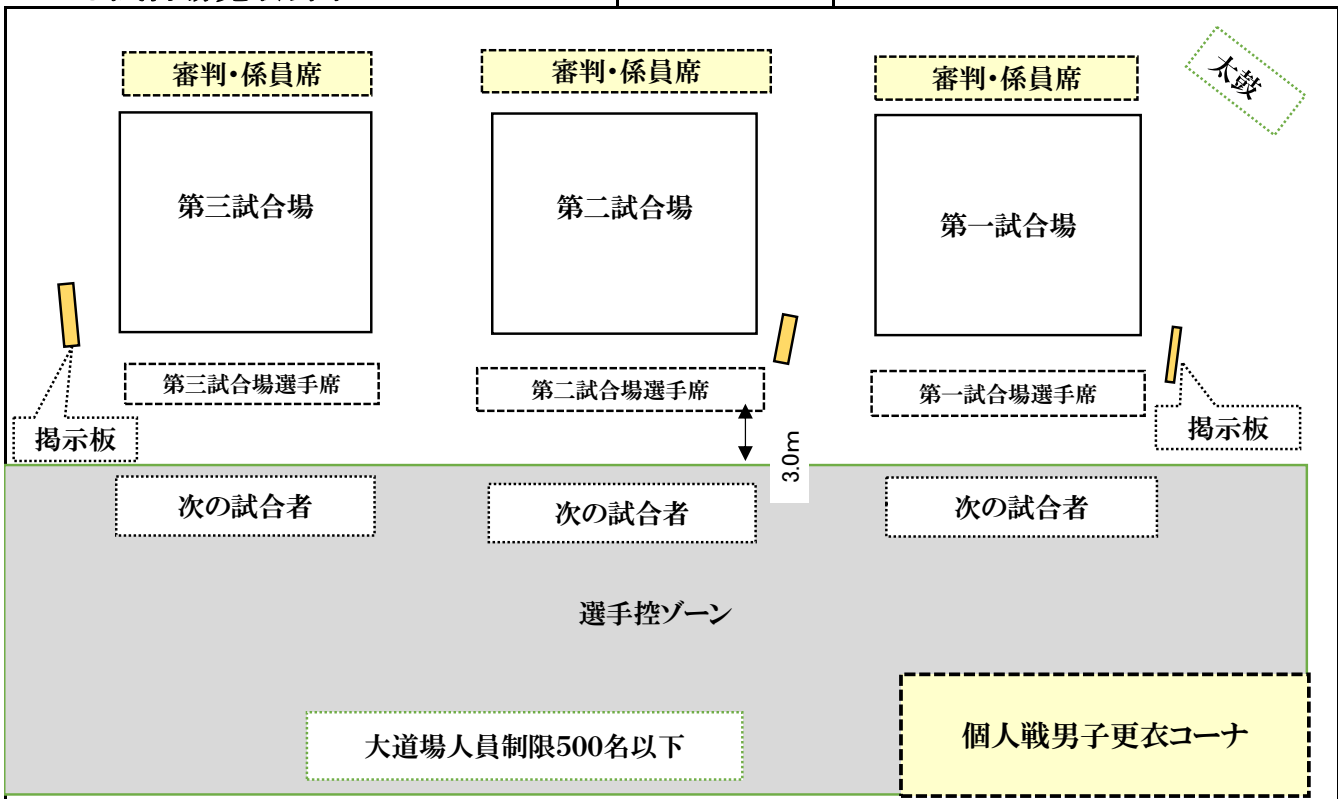 審判・係員席
審判・係員席
審判・係員席
太鼓
第三試合場
第二試合場
第一試合場
第三試合場選手席
第二試合場選手席
第一試合場選手席
掲示板
3.0m
掲示板
次の試合者
次の試合者
次の試合者
選手控ゾーン
大道場人員制限500名以下
個人戦男子更衣コーナ